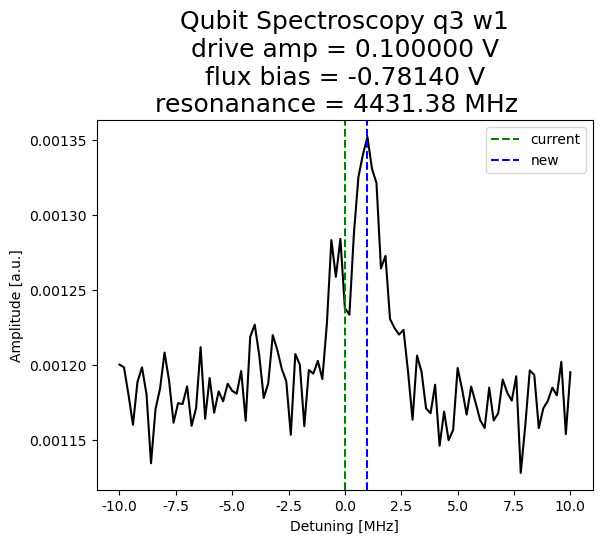 Qubit Spectroscopy q3 w1
drive amp = 0.100000 V
flux bias = -0.78140 V
resonanance = 4431.38 MHz
current
new
0.00135
0.00130
0.00125
0.00120
0.00115
Amplitude [a.u.]
-10.0 -7.5 -5.0 -2.5 0.0 2.5 5.0 7.5 10.0
Detuning [MHz]